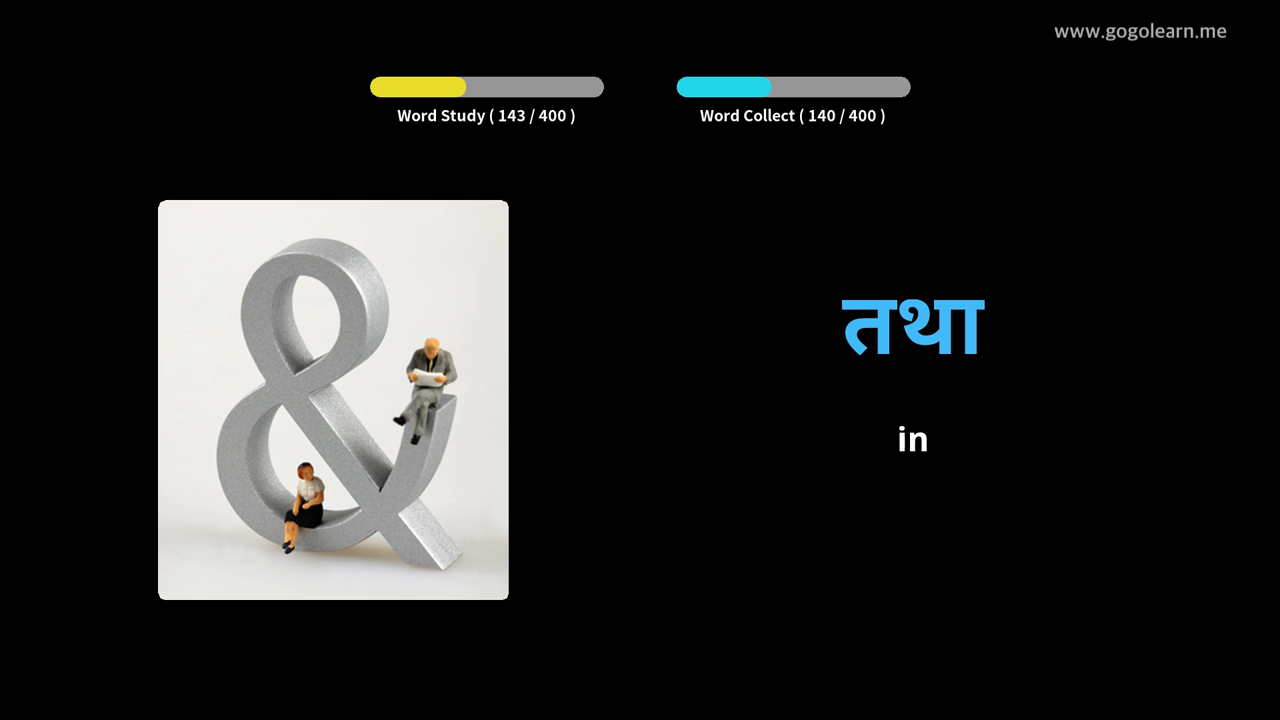 www.gogolearn.me
Word Study ( 143 / 400 )
Word Collect ( 140 / 400 )
&
तथा
in